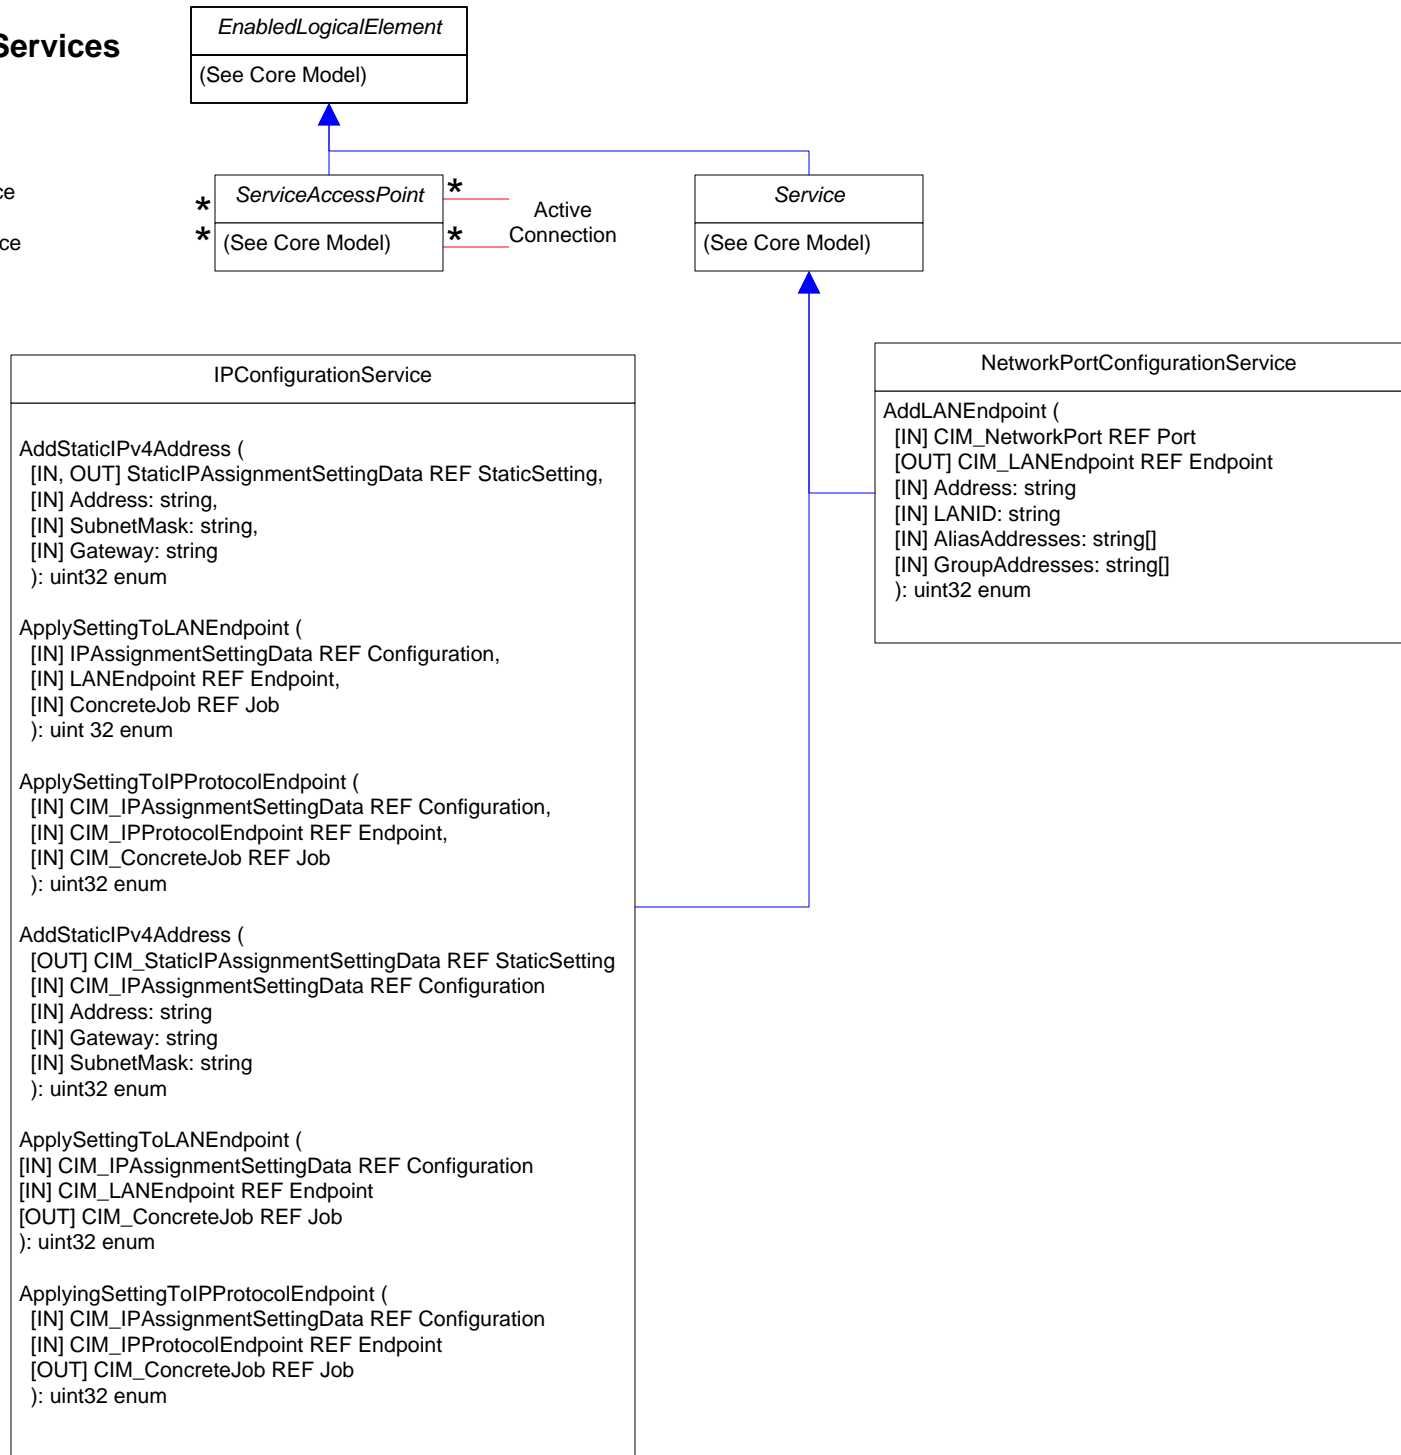 EnabledLogicalElement
(See Core Model)
Services
ServiceAccessPoint
(See Core Model)
*
*
*
*
Active
Connection
Service
(See Core Model)
ce
ce
IPConfigurationService
AddStaticIPv4Address (
[IN, OUT] StaticIPAssignmentSettingData REF StaticSetting,
[IN] Address: string,
[IN] SubnetMask: string,
[IN] Gateway: string
): uint32 enum
ApplySettingToLANEndpoint (
[IN] IPAssignmentSettingData REF Configuration,
[IN] LANEndpoint REF Endpoint,
[IN] ConcreteJob REF Job
): uint 32 enum
ApplySettingToIPProtocolEndpoint (
[IN] CIM_IPAssignmentSettingData REF Configuration,
[IN] CIM_IPProtocolEndpoint REF Endpoint,
[IN] CIM_ConcreteJob REF Job
): uint32 enum
AddStaticIPv4Address (
[OUT] CIM_StaticIPAssignmentSettingData REF StaticSetting
[IN] CIM_IPAssignmentSettingData REF Configuration
[IN] Address: string
[IN] Gateway: string
[IN] SubnetMask: string
): uint32 enum
ApplySettingToLANEndpoint (
[IN] CIM_IPAssignmentSettingData REF Configuration
[IN] CIM_LANEndpoint REF Endpoint
[OUT] CIM_ConcreteJob REF Job
): uint32 enum
ApplyingSettingToIPProtocolEndpoint (
[IN] CIM_IPAssignmentSettingData REF Configuration
[IN] CIM_IPProtocolEndpoint REF Endpoint
[OUT] CIM_ConcreteJob REF Job
): uint32 enum
NetworkPortConfigurationService
AddLANEndpoint (
[IN] CIM_NetworkPort REF Port
[OUT] CIM_LANEndpoint REF Endpoint
[IN] Address: string
[IN] LANID: string
[IN] AliasAddresses: string[]
[IN] GroupAddresses: string[]
): uint32 enum